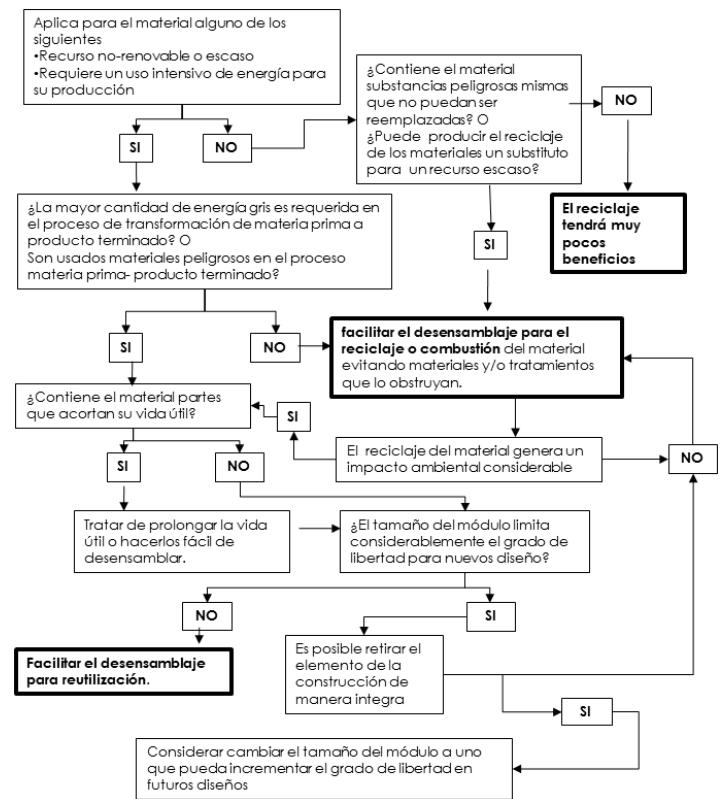 Aplica para el material alguno de los
siguientes
•Recurso no-renovable o escaso
•Requiere un uso intensivo de energía para
su producción
¿Contiene el material
substancias peligrosas mismas
que no puedan ser
reemplazadas? O
¿Puede producir el reciclaje
de los materiales un substituto
para un recurso escaso?
NO
SI
NO
El reciclaje
tendrá muy
pocos
beneficios
¿La mayor cantidad de energía gris es requerida en
el proceso de transformación de materia prima a
producto terminado? O
Son usados materiales peligrosos en el proceso
materia prima- producto terminado?
SI
SI
NO
facilitar el desensamblaje para el
reciclaje o combustión del material
evitando materiales y/o tratamientos
que lo obstruyan.
¿Contiene el material partes
que acortan su vida útil?
SI
El reciclaje del material genera un
impacto ambiental considerable
NO
SI
NO
Tratar de prolongar la vida
útil o hacerlos fácil de
desensamblar.
¿El tamaño del módulo limita
considerablemente el grado de
libertad para nuevos diseño?
NO
SI
Facilitar el desensamblaje
para reutilización.
Es posible retirar el
elemento de la
construcción de
manera integra
SI
Considerar cambiar el tamaño del módulo a uno
que pueda incrementar el grado de libertad en
futuros diseños